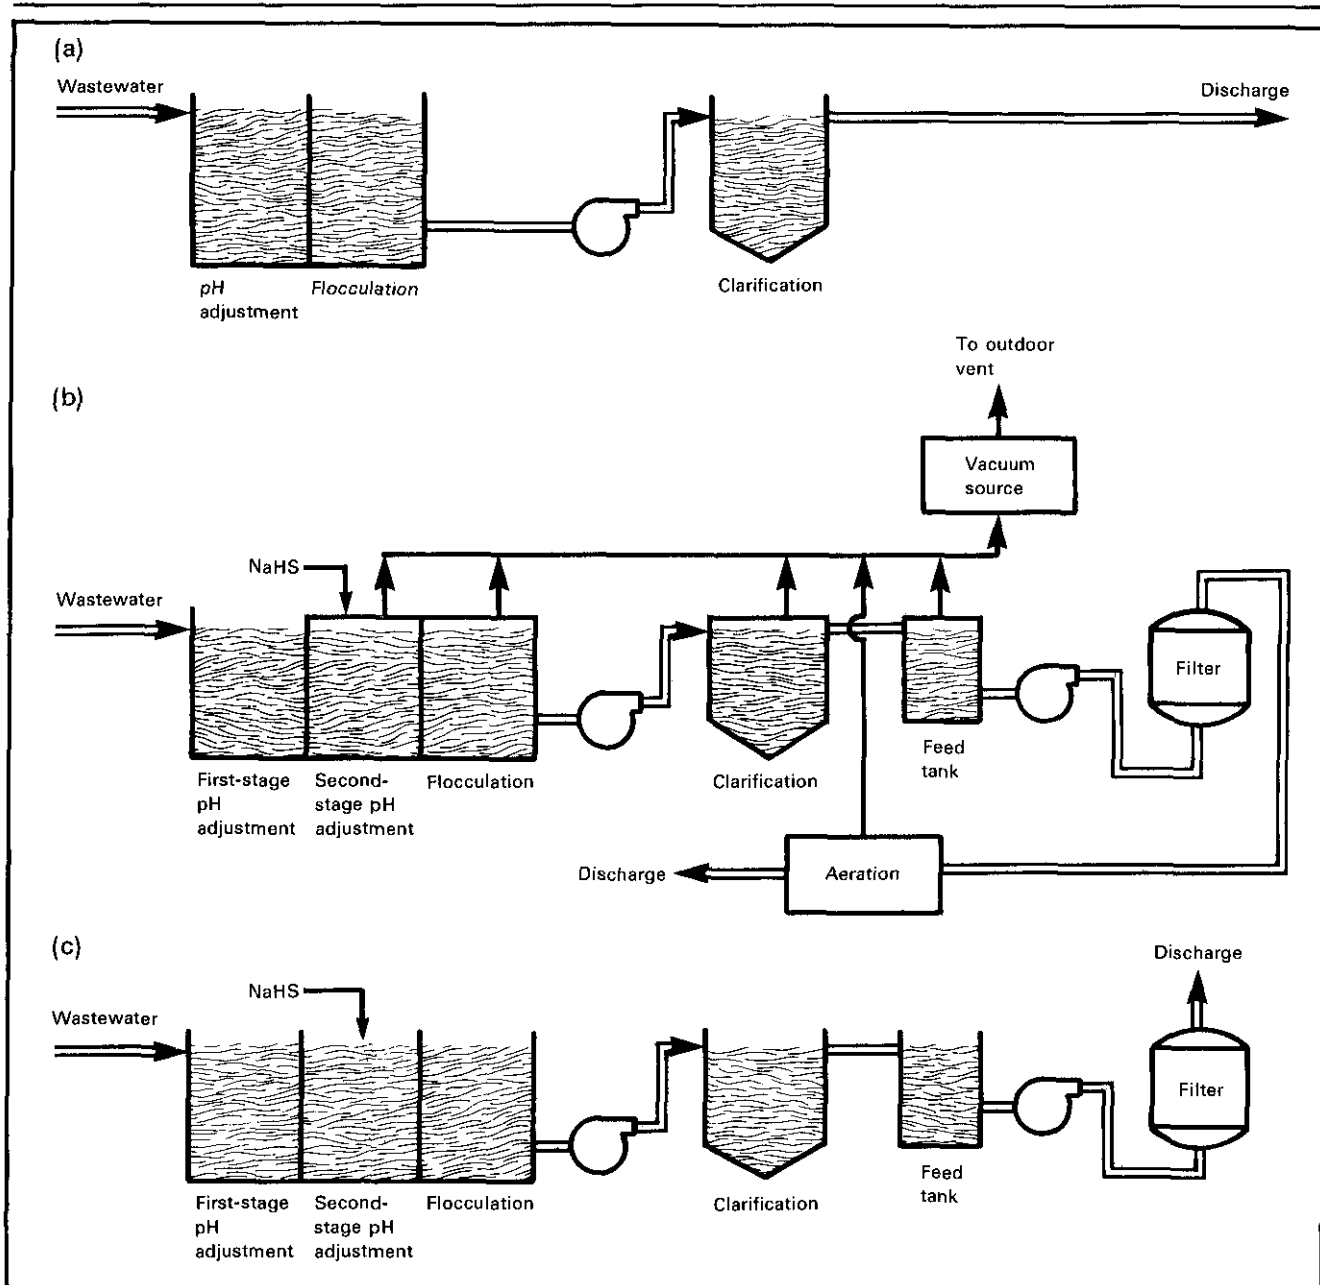 (a)
Wastewater
Discharge
pH
adjustment
Flocculation
Clarification
To outdoor
vent
(b)
Vacuum
source
NaHS
Wastewater
Filter
First-stage
pH
adjustment
Second-
stage pH
adjustment
Flocculation
Clarification
Feed
tank
Discharge
Aeration
(c)
Discharge
NaHS
Wastewater
Filter
First-stage
pH
adjustment
Second-
stage pH
adjustment
Flocculation
Clarification
Feed
tank